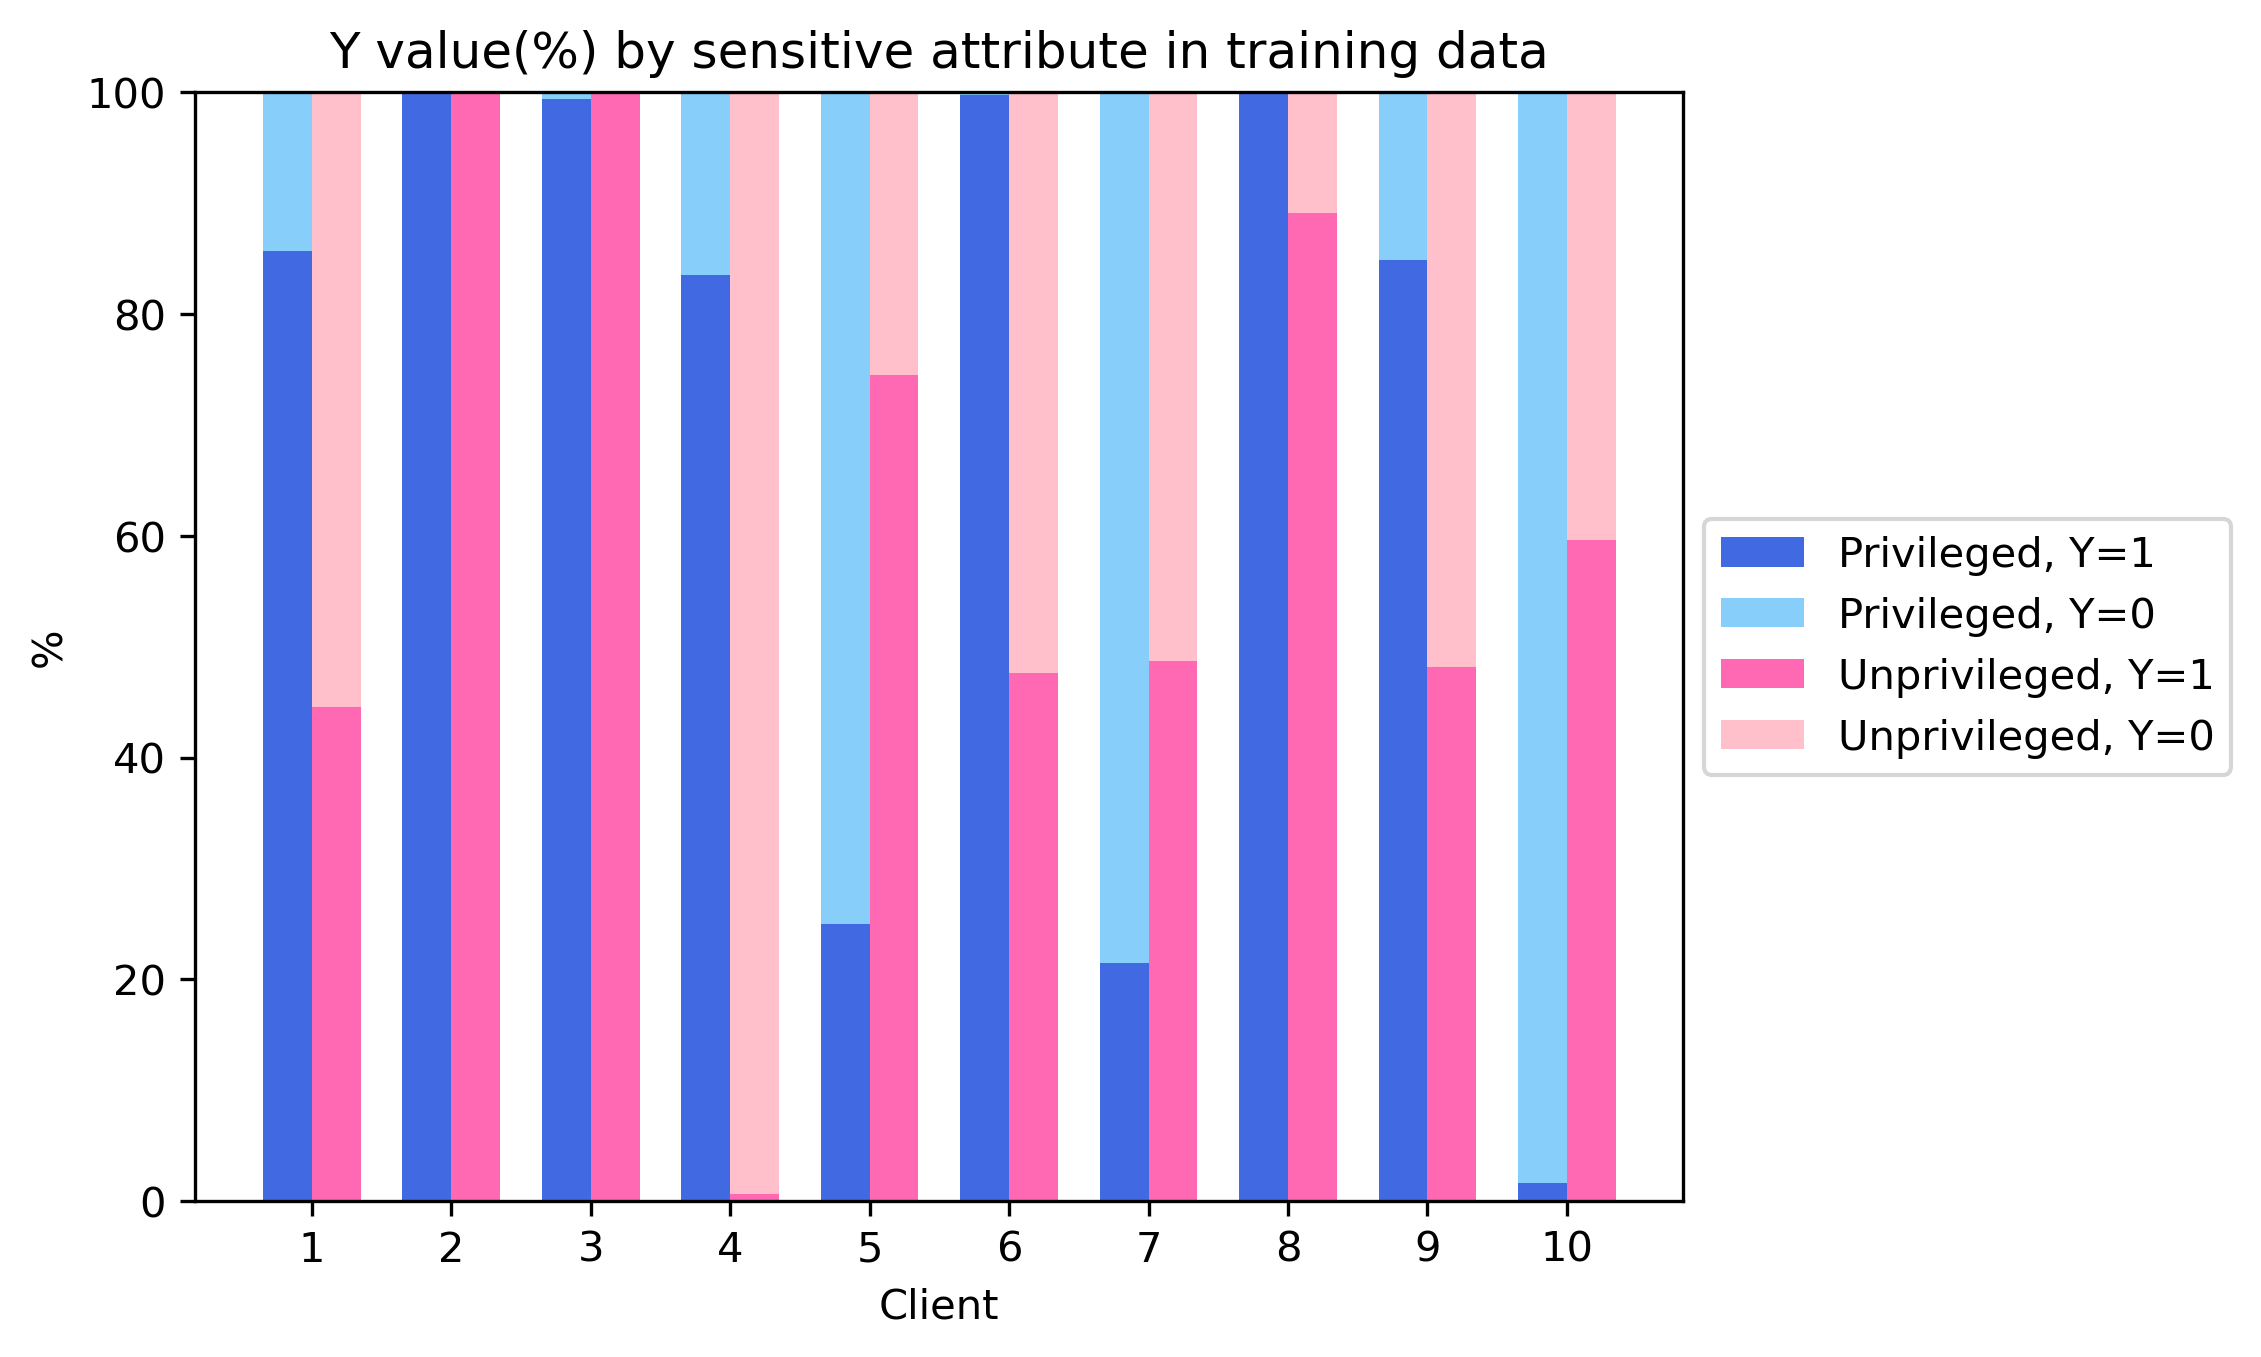 Y value(%) by sensitive attribute in training data
100
80
60
40
20
0
%
1 2 3 4 5 6 7 8 9 10
Client
Privileged, Y=1
Privileged, Y=0
Unprivileged, Y=1
Unprivileged, Y=0